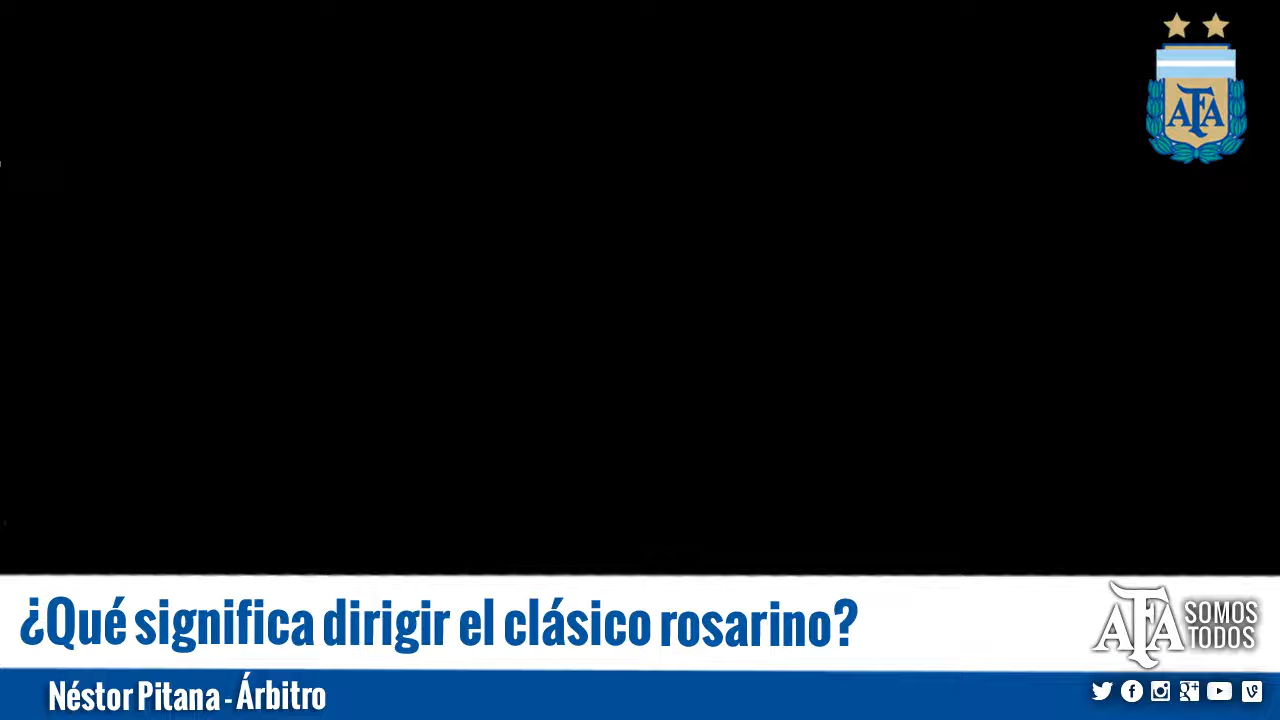 AFA
¿Qué significa dirigir el clásico rosarino?
AFA SOMOS
TODOS
Néstor Pitana - Árbitro